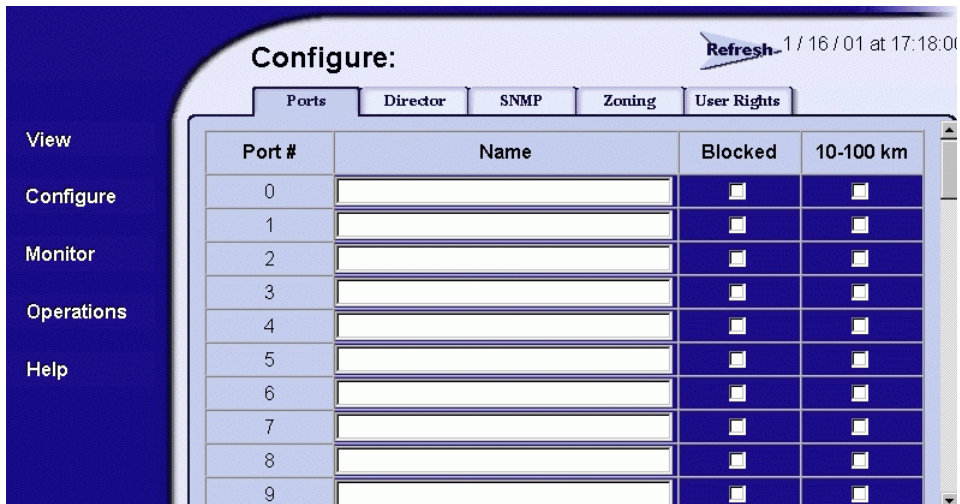 Configure:
Refresh 1 / 16 / 01 at 17:18:00
Ports Director SNMP Zoning User Rights
View
Configure
Monitor
Operations
Help
Port # Name Blocked 10-100 km
0
1
2
3
4
5
6
7
8
9